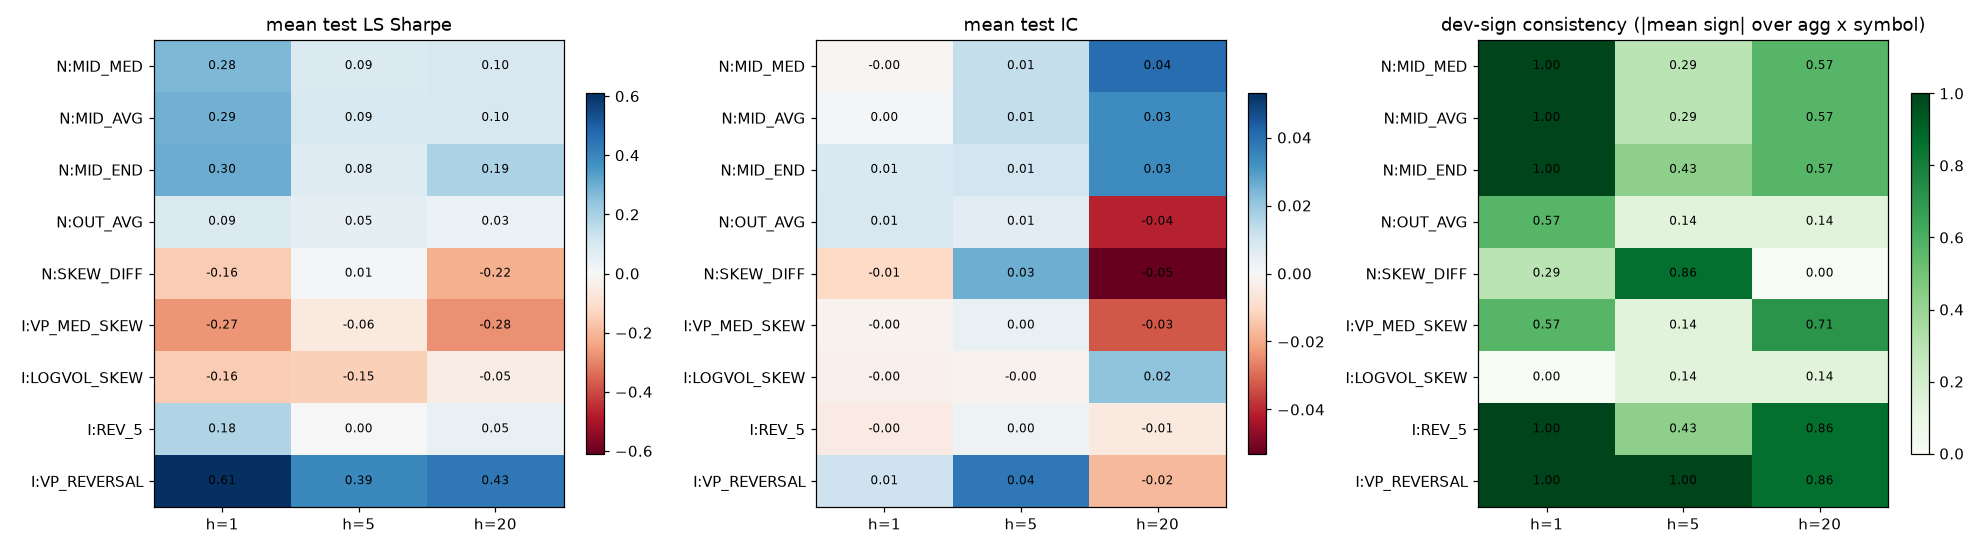 mean test LS Sharpe
N:MID_MED 0.28 0.09 0.10
N:MID_AVG 0.29 0.09 0.10
N:MID_END 0.30 0.08 0.19
N:OUT_AVG 0.09 0.05 0.03
N:SKEW_DIFF -0.16 0.01 -0.22
I:VP_MED_SKEW -0.27 -0.06 -0.28
I:LOGVOL_SKEW -0.16 -0.15 -0.05
I:REV_5 0.18 0.00 0.05
I:VP_REVERSAL 0.61 0.39 0.43
h=1 h=5 h=20
0.6
0.4
0.2
0.0
−0.2
−0.4
−0.6
mean test IC
N:MID_MED -0.00 0.01 0.04
N:MID_AVG 0.00 0.01 0.03
N:MID_END 0.01 0.01 0.03
N:OUT_AVG 0.01 0.01 -0.04
N:SKEW_DIFF -0.01 0.03 -0.05
I:VP_MED_SKEW -0.00 0.00 -0.03
I:LOGVOL_SKEW -0.00 -0.00 0.02
I:REV_5 -0.00 0.00 -0.01
I:VP_REVERSAL 0.01 0.04 -0.02
h=1 h=5 h=20
0.04
0.02
0.00
−0.02
−0.04
dev-sign consistency (|mean sign| over agg x symbol)
N:MID_MED 1.00 0.29 0.57
N:MID_AVG 1.00 0.29 0.57
N:MID_END 1.00 0.43 0.57
N:OUT_AVG 0.57 0.14 0.14
N:SKEW_DIFF 0.29 0.86 0.00
I:VP_MED_SKEW 0.57 0.14 0.71
I:LOGVOL_SKEW 0.00 0.14 0.14
I:REV_5 1.00 0.43 0.86
I:VP_REVERSAL 1.00 1.00 0.86
h=1 h=5 h=20
1.0
0.8
0.6
0.4
0.2
0.0